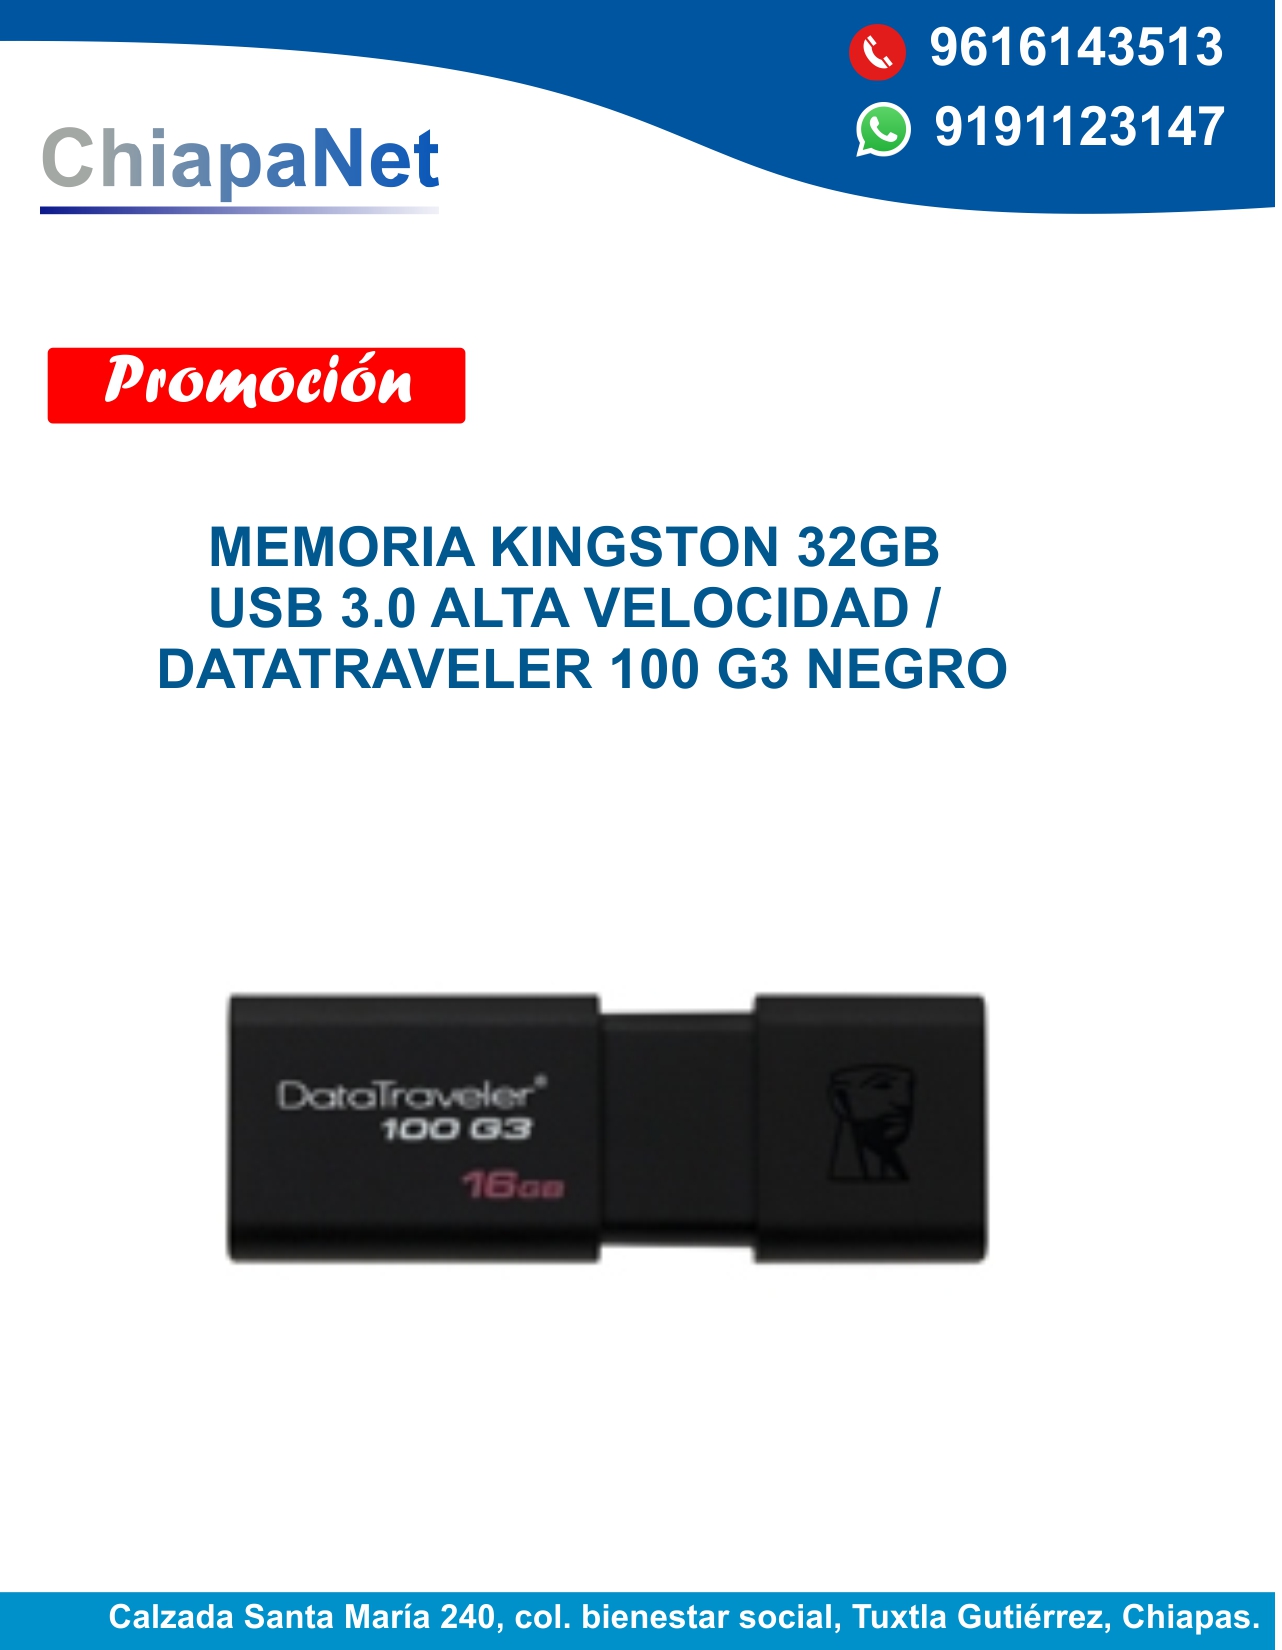 9616143513
9191123147
ChiapaNet
Promoción
MEMORIA KINGSTON 32GB
USB 3.0 ALTA VELOCIDAD /
DATATRAVELER 100 G3 NEGRO
DataTraveler®
100 G3
16GB
Calzada Santa María 240, col. bienestar social, Tuxtla Gutiérrez, Chiapas.